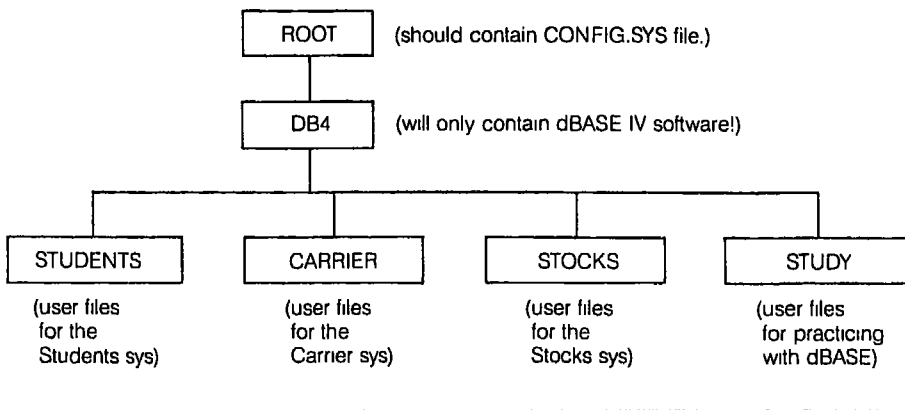 ROOT (should contain CONFIG.SYS file.)
DB4 (will only contain dBASE IV software!)
STUDENTS CARRIER STOCKS STUDY
(user files
for the
Students sys)
(user files
for the
Carrier sys)
(user files
for the
Stocks sys)
(user files
for practicing
with dBASE)